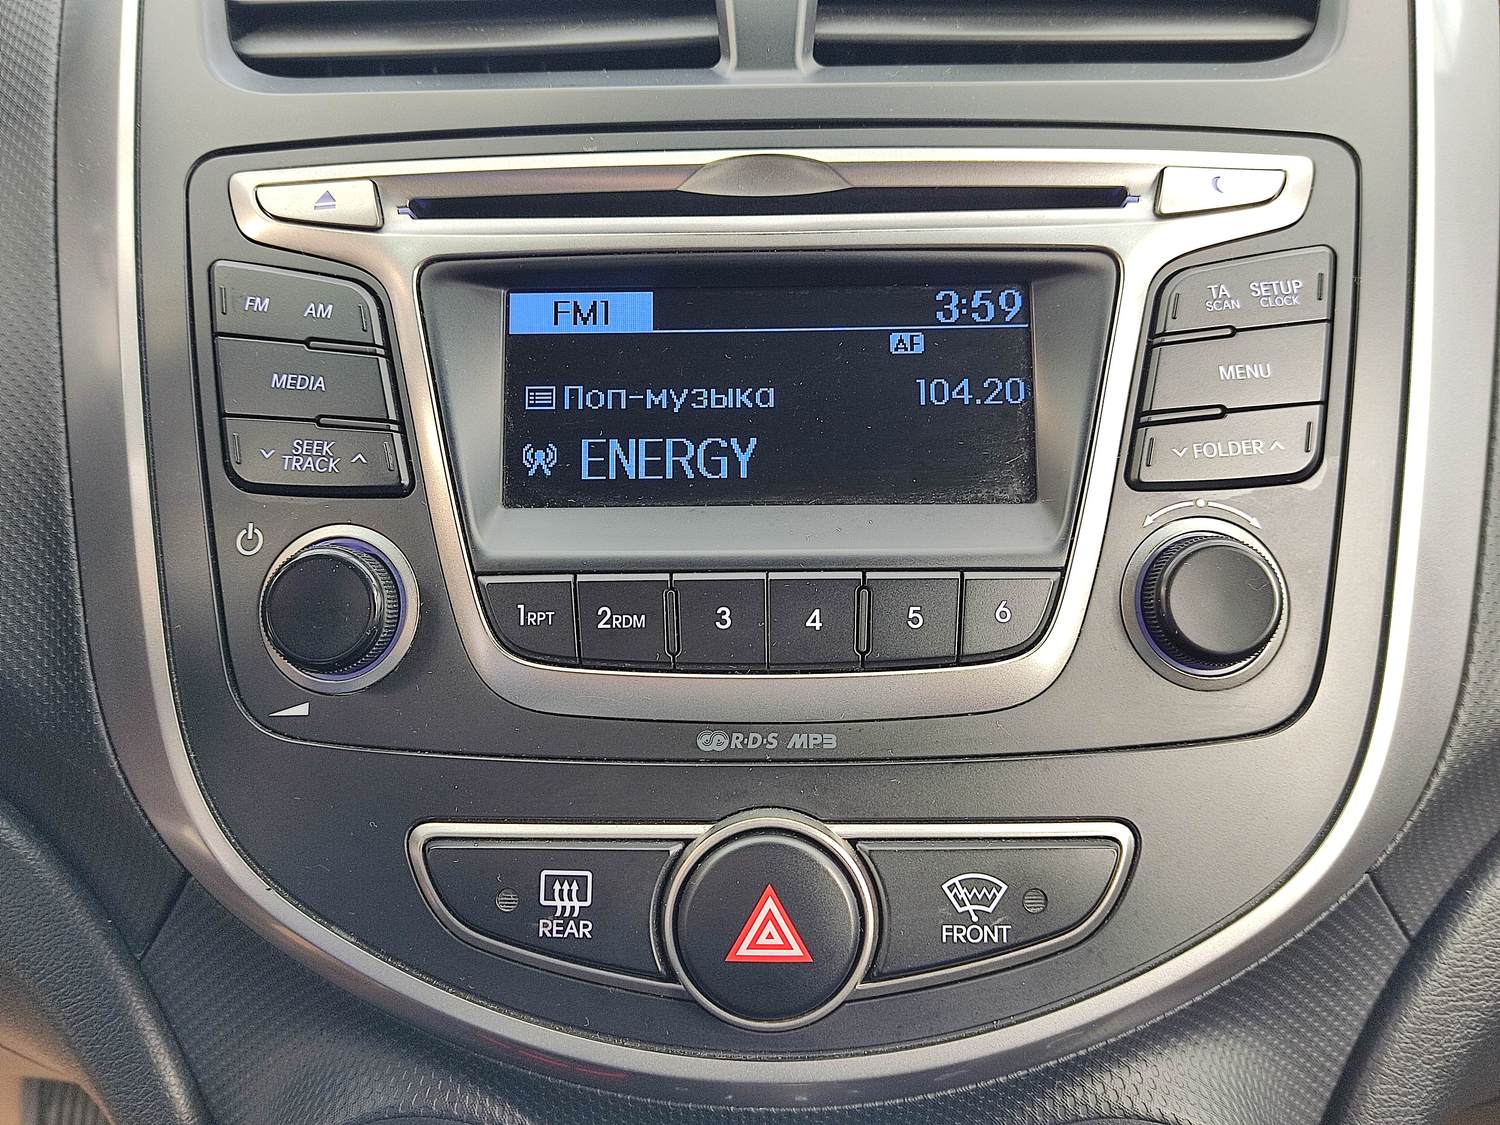 FM AM
MEDIA
SEEK
TRACK
FM1 3:59
AF
Поп-музыка 104.20
ENERGY
TA
SCAN
SETUP
CLOCK
MENU
FOLDER
1RPT 2RDM 3 4 5 6
R·D·S MP3
REAR
FRONT